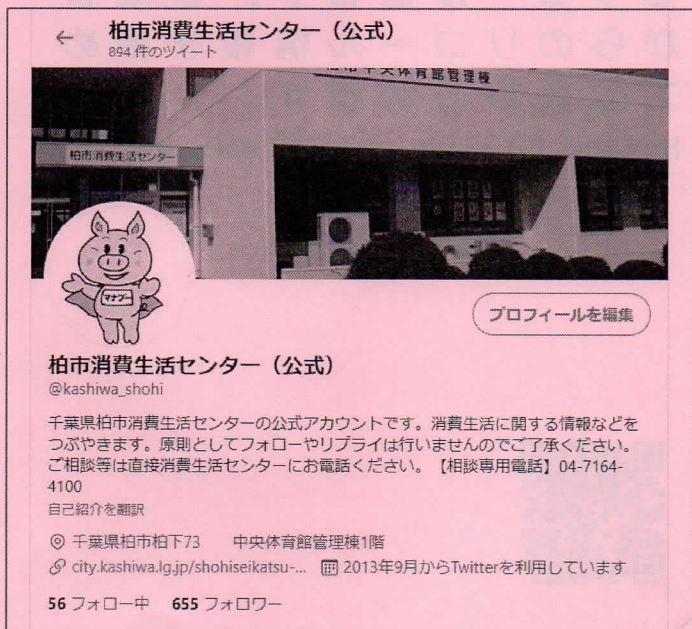 柏市消費生活センター（公式）
894 件のツイート
柏市中央体育館管理棟
柏市消費生活センター
マナブー
プロフィールを編集
柏市消費生活センター（公式）
@kashiwa_shohi
千葉県柏市消費生活センターの公式アカウントです。消費生活に関する情報などを
つぶやきます。原則としてフォローやリプライは行いませんのでご了承ください。
ご相談等は直接消費生活センターにお電話ください。【相談専用電話】04-7164-
4100
自己紹介を翻訳
千葉県柏市柏下73 中央体育館管理棟1階
city.kashiwa.lg.jp/shohiseikatsu-... 2013年9月からTwitterを利用しています
56 フォロー中 655 フォロワー